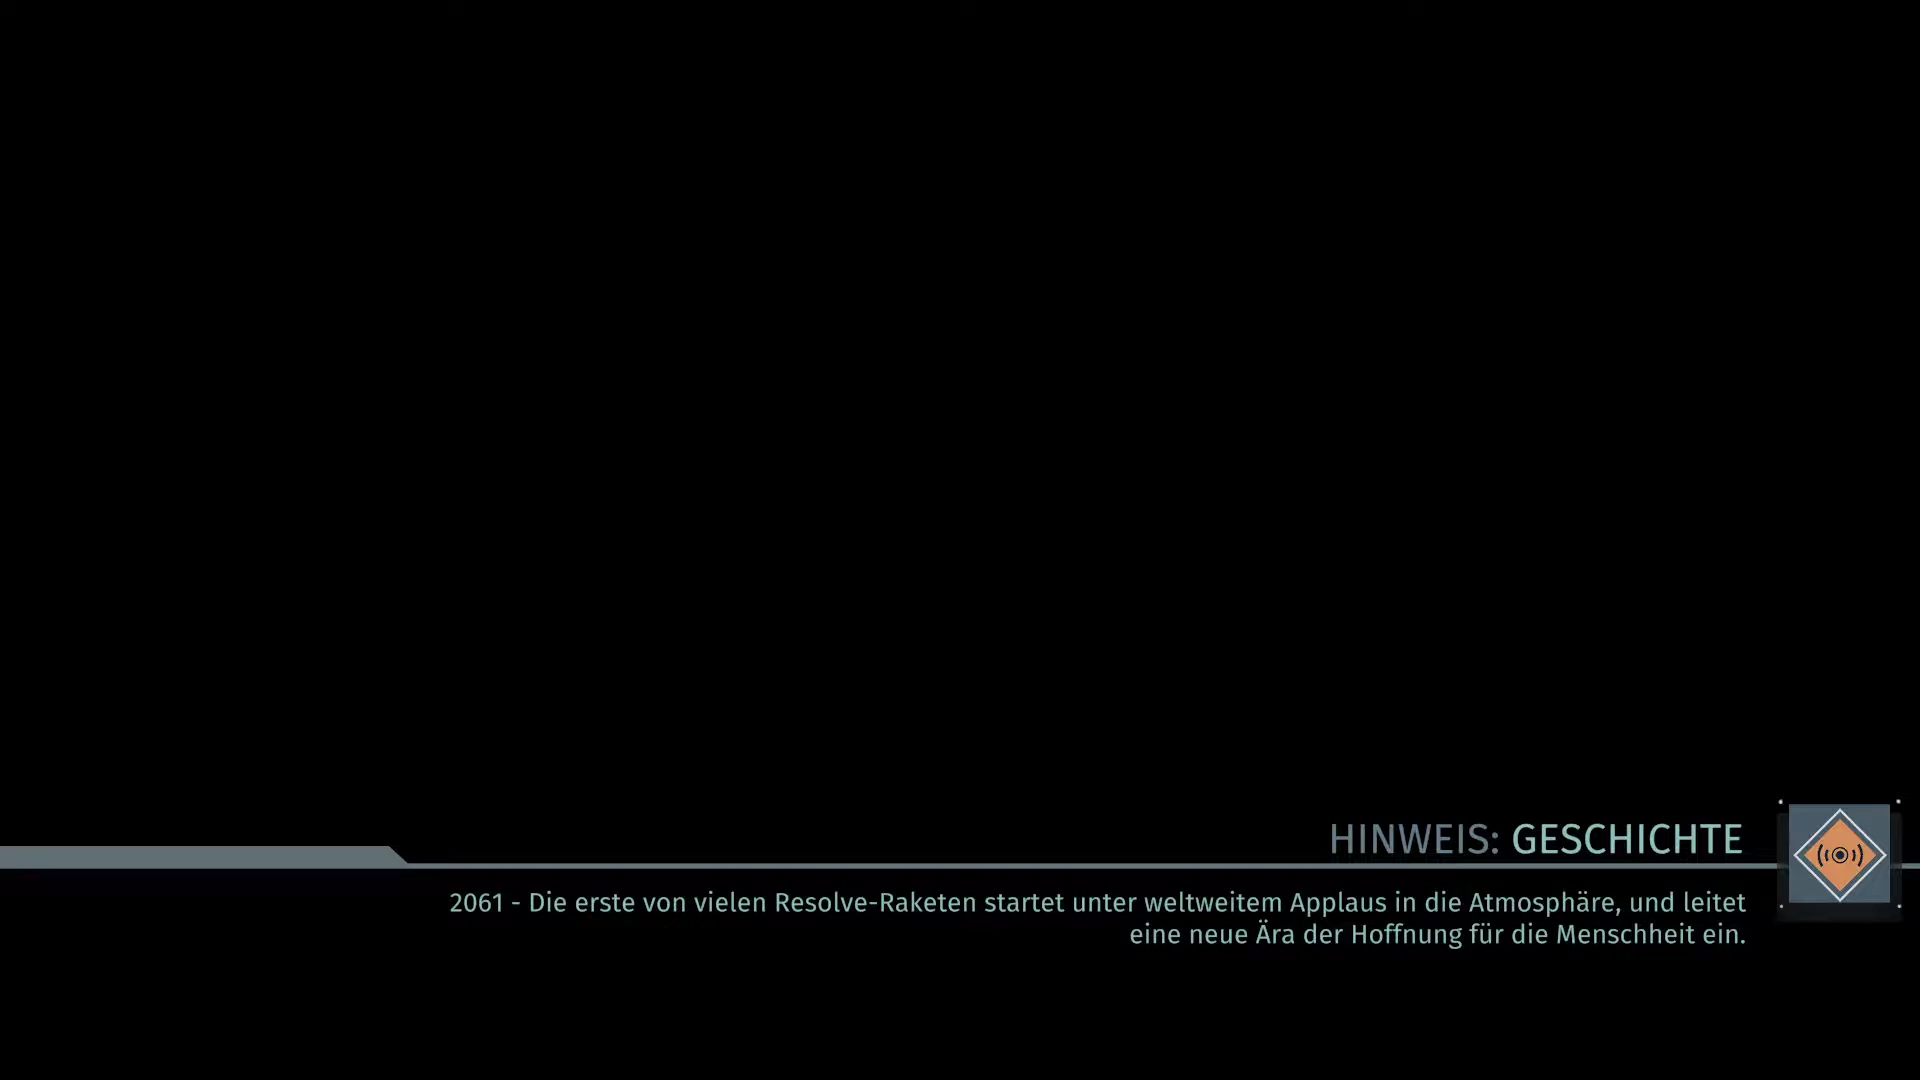 HINWEIS: GESCHICHTE
2061 - Die erste von vielen Resolve-Raketen startet unter weltweitem Applaus in die Atmosphäre, und leitet
eine neue Ära der Hoffnung für die Menschheit ein.